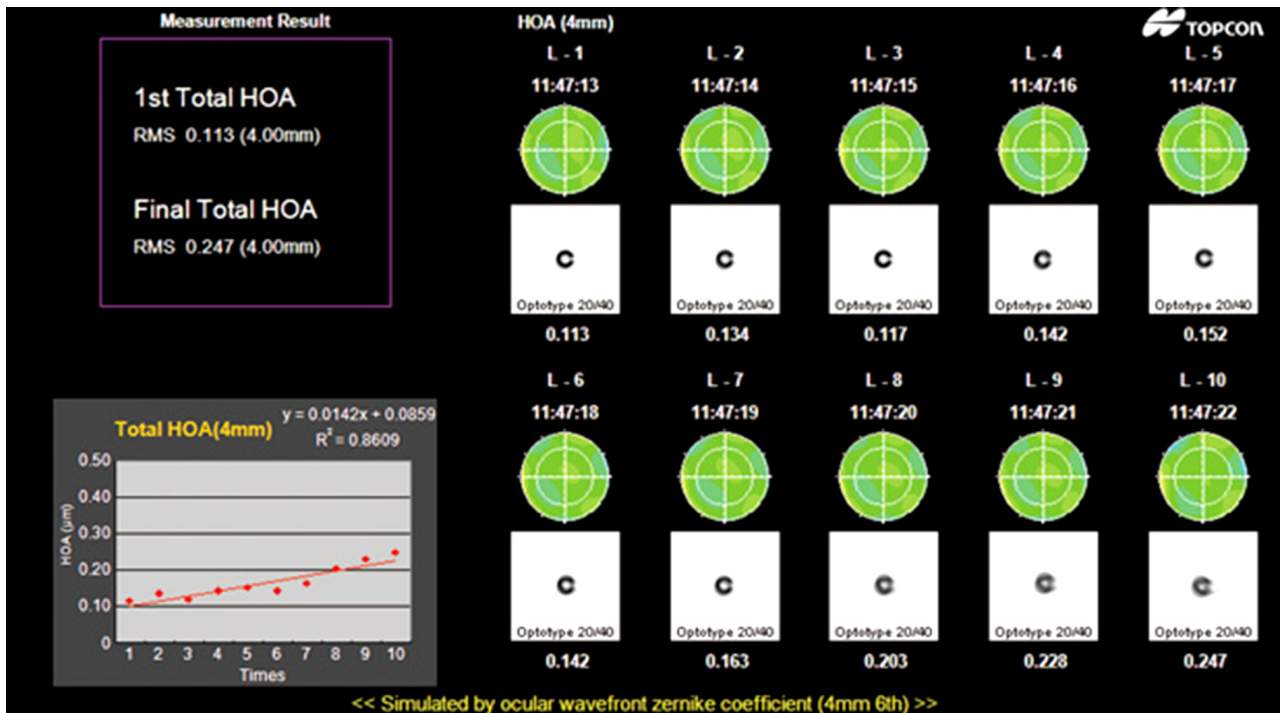 Measurement Result
1st Total HOA
RMS 0.113 (4.00mm)
Final Total HOA
RMS 0.247 (4.00mm)
HOA (4mm)
TOPCON
L - 1 L - 2 L - 3 L - 4 L - 5
11:47:13 11:47:14 11:47:15 11:47:16 11:47:17
Optotype 20/40 Optotype 20/40 Optotype 20/40 Optotype 20/40 Optotype 20/40
0.113 0.134 0.117 0.142 0.152
L - 6 L - 7 L - 8 L - 9 L - 10
11:47:18 11:47:19 11:47:20 11:47:21 11:47:22
Optotype 20/40 Optotype 20/40 Optotype 20/40 Optotype 20/40 Optotype 20/40
0.142 0.163 0.203 0.228 0.247
Total HOA(4mm)
y = 0.0142x + 0.0859
R² = 0.8609
HOA (µm)
0.50
0.40
0.30
0.20
0.10
0
1 2 3 4 5 6 7 8 9 10
Times
<< Simulated by ocular wavefront zernike coefficient (4mm 6th) >>